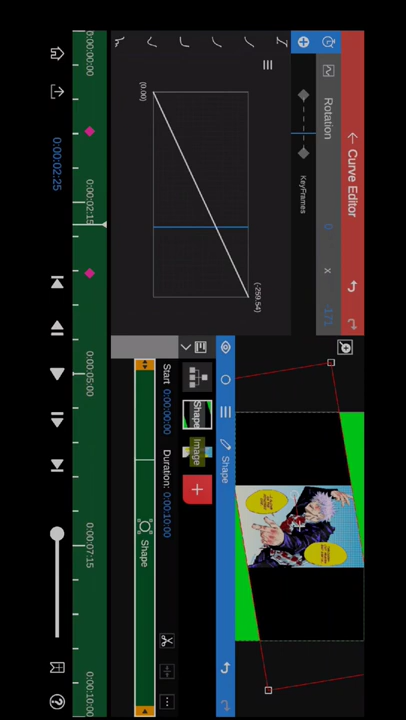 ← Curve Editor
Rotation
0°
x
KeyFrames
(0.00)
(-259.54)
Shape
Shape
Image
+
Start 0:00:00:00 Duration: 0:00:10:00
Shape
0:00:00:00
0:00:02:15
0:00:05:00
0:00:07:15
0:00:10:00
0:00:02:25